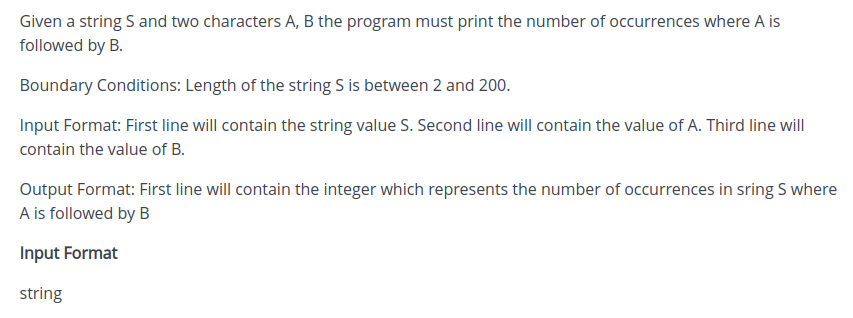 Given a string S and two characters A, B the program must print the number of occurrences where A is
followed by B.
Boundary Conditions: Length of the string S is between 2 and 200.
Input Format: First line will contain the string value S. Second line will contain the value of A. Third line will
contain the value of B.
Output Format: First line will contain the integer which represents the number of occurrences in sring S where
A is followed by B
Input Format
string